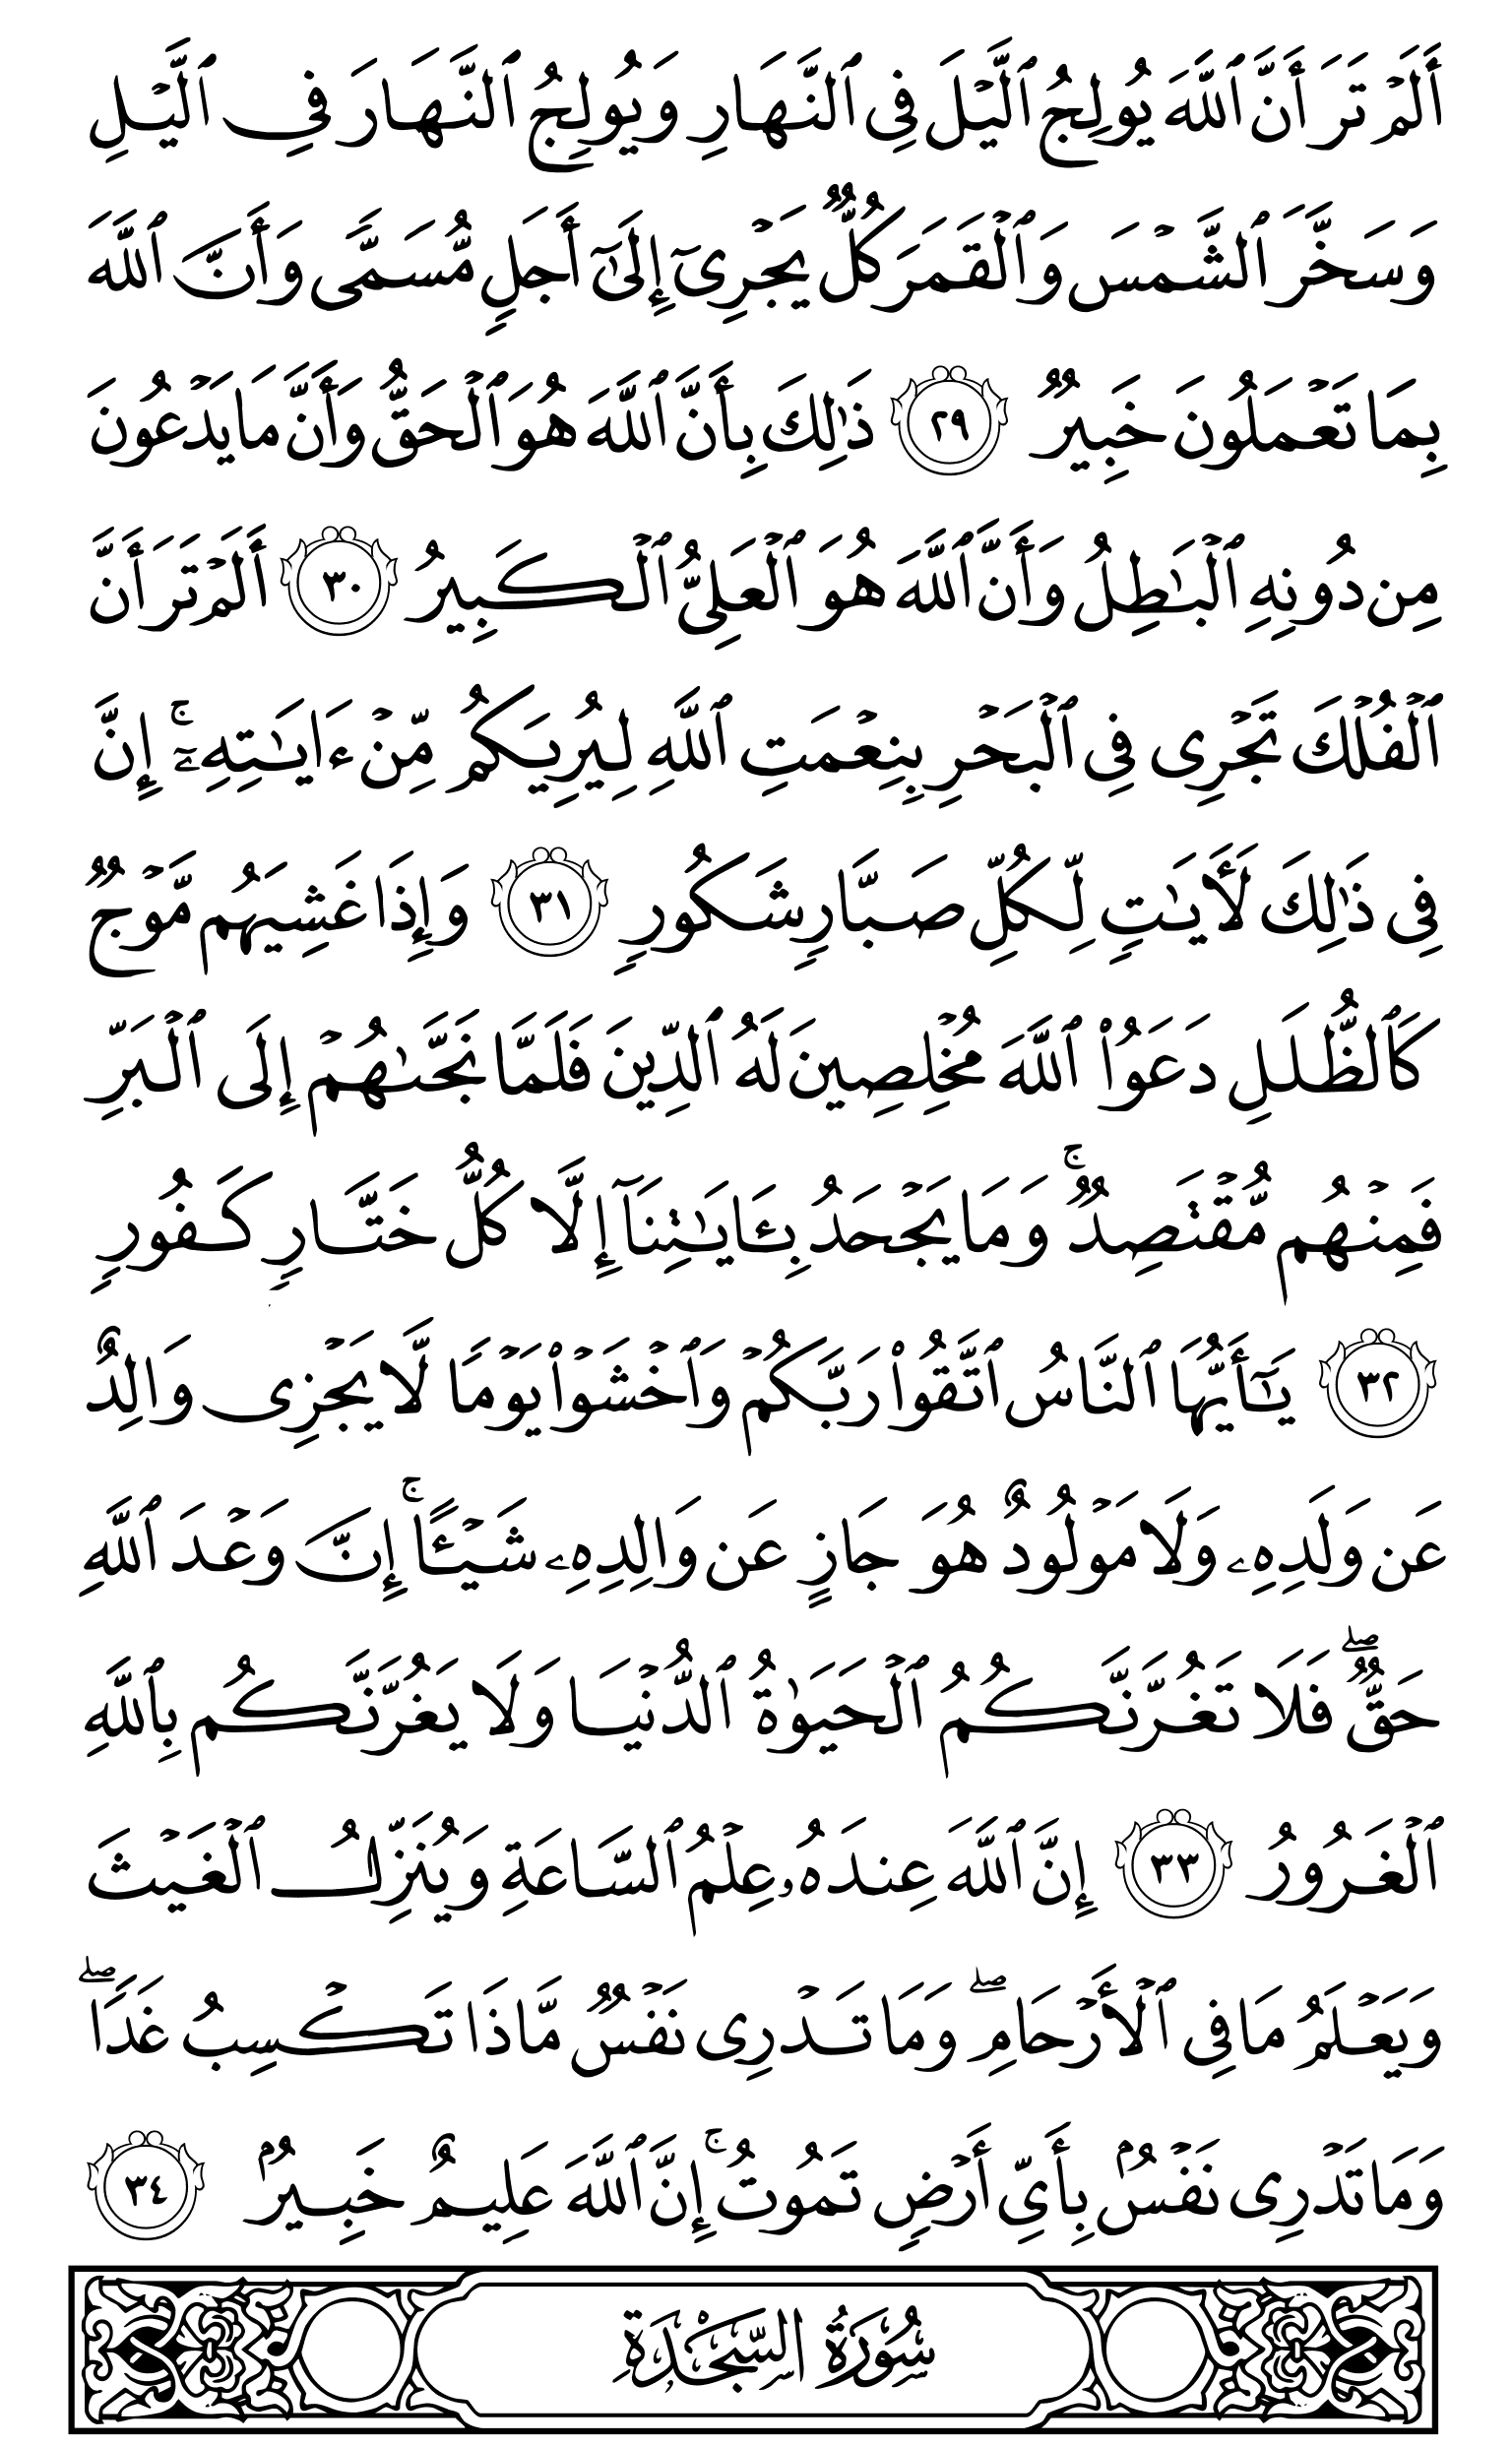 أَلَمۡ تَرَ أَنَّ ٱللَّهَ يُولِجُ ٱلَّيۡلَ فِى ٱلنَّهَارِ وَيُولِجُ ٱلنَّهَارَ فِى ٱلَّيۡلِ
وَسَخَّرَ ٱلشَّمۡسَ وَٱلۡقَمَرَ كُلٌّ يَجۡرِىٓ إِلَىٰٓ أَجَلٍ مُّسَمًّى وَأَنَّ ٱللَّهَ
بِمَا تَعۡمَلُونَ خَبِيرٌ ٢٩ ذَٰلِكَ بِأَنَّ ٱللَّهَ هُوَ ٱلۡحَقُّ وَأَنَّ مَا يَدۡعُونَ
مِن دُونِهِ ٱلۡبَٰطِلُ وَأَنَّ ٱللَّهَ هُوَ ٱلۡعَلِىُّ ٱلۡكَبِيرُ ٣٠ أَلَمۡ تَرَ أَنَّ
ٱلۡفُلۡكَ تَجۡرِى فِى ٱلۡبَحۡرِ بِنِعۡمَتِ ٱللَّهِ لِيُرِيَكُم مِّنۡ ءَايَٰتِهِۦٓۚ إِنَّ
فِى ذَٰلِكَ لَأٓيَٰتٍ لِّكُلِّ صَبَّارٍ شَكُورٍ ٣١ وَإِذَا غَشِيَهُم مَّوۡجٌ
كَٱلظُّلَلِ دَعَوُاْ ٱللَّهَ مُخۡلِصِينَ لَهُ ٱلدِّينَ فَلَمَّا نَجَّىٰهُمۡ إِلَى ٱلۡبَرِّ
فَمِنۡهُم مُّقۡتَصِدٌۚ وَمَا يَجۡحَدُ بِـَٔايَٰتِنَآ إِلَّا كُلُّ خَتَّارٍ كَفُورٍ
٣٢ يَٰٓأَيُّهَا ٱلنَّاسُ ٱتَّقُواْ رَبَّكُمۡ وَٱخۡشَوۡاْ يَوۡمًا لَّا يَجۡزِى وَالِدٌ
عَن وَلَدِهِۦ وَلَا مَوۡلُودٌ هُوَ جَازٍ عَن وَالِدِهِۦ شَيۡـًٔاۚ إِنَّ وَعۡدَ ٱللَّهِ
حَقٌّۖ فَلَا تَغُرَّنَّكُمُ ٱلۡحَيَوٰةُ ٱلدُّنۡيَا وَلَا يَغُرَّنَّكُم بِٱللَّهِ
ٱلۡغَرُورُ ٣٣ إِنَّ ٱللَّهَ عِندَهُۥ عِلۡمُ ٱلسَّاعَةِ وَيُنَزِّلُ ٱلۡغَيۡثَ
وَيَعۡلَمُ مَا فِى ٱلۡأَرۡحَامِۖ وَمَا تَدۡرِى نَفۡسٌ مَّاذَا تَكۡسِبُ غَدًاۖ
وَمَا تَدۡرِى نَفۡسُۢ بِأَىِّ أَرۡضٍ تَمُوتُۚ إِنَّ ٱللَّهَ عَلِيمٌ خَبِيرُۢ ٣٤
سُورَةُ السَّجْدَةِ